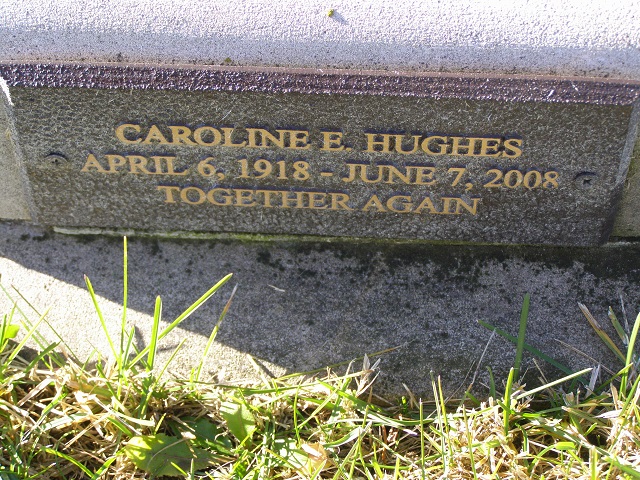 CAROLINE E. HUGHES
APRIL 6, 1918 - JUNE 7, 2008
TOGETHER AGAIN